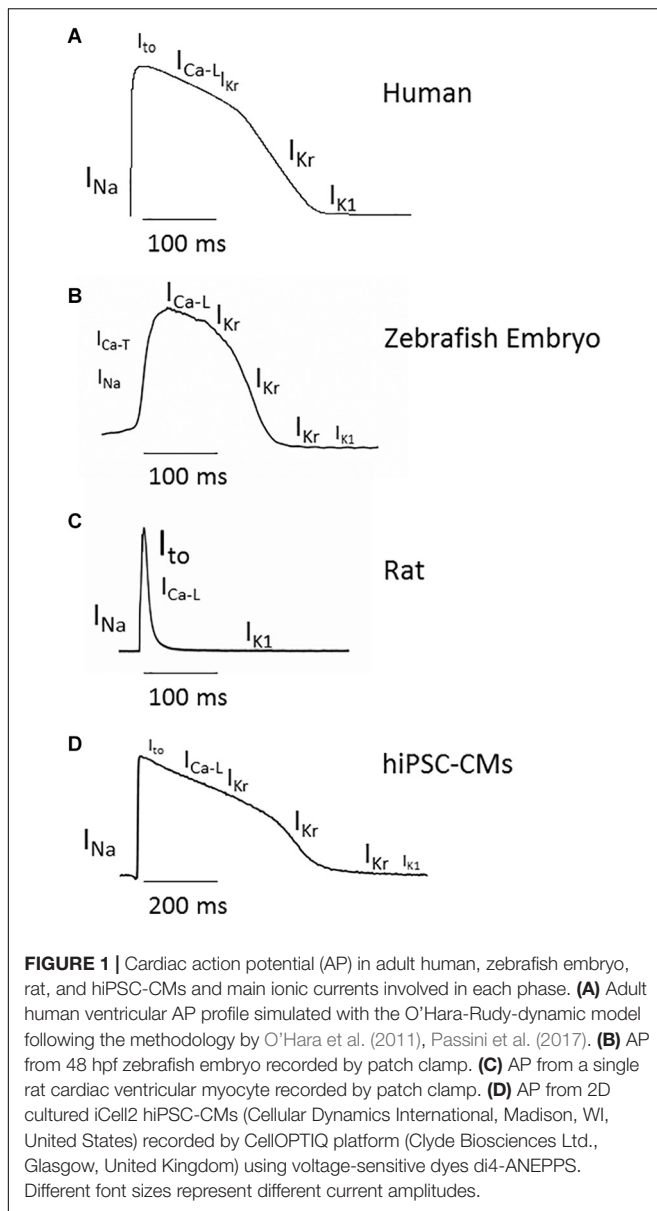 A
Ito
ICa-L IKr
Human
INa
IKr
IK1
100 ms
B
ICa-L
IKr
Zebrafish Embryo
ICa-T
INa
IKr
IKr IK1
100 ms
C
Ito
Rat
ICa-L
INa
IK1
100 ms
D
Ito
ICa-L
IKr
hiPSC-CMs
INa
IKr
IKr IK1
200 ms
FIGURE 1 | Cardiac action potential (AP) in adult human, zebrafish embryo,
rat, and hiPSC-CMs and main ionic currents involved in each phase. (A) Adult
human ventricular AP profile simulated with the O'Hara-Rudy-dynamic model
following the methodology by O'Hara et al. (2011), Passini et al. (2017). (B) AP
from 48 hpf zebrafish embryo recorded by patch clamp. (C) AP from a single
rat cardiac ventricular myocyte recorded by patch clamp. (D) AP from 2D
cultured iCell2 hiPSC-CMs (Cellular Dynamics International, Madison, WI,
United States) recorded by CellOPTIQ platform (Clyde Biosciences Ltd.,
Glasgow, United Kingdom) using voltage-sensitive dyes di4-ANEPPS.
Different font sizes represent different current amplitudes.